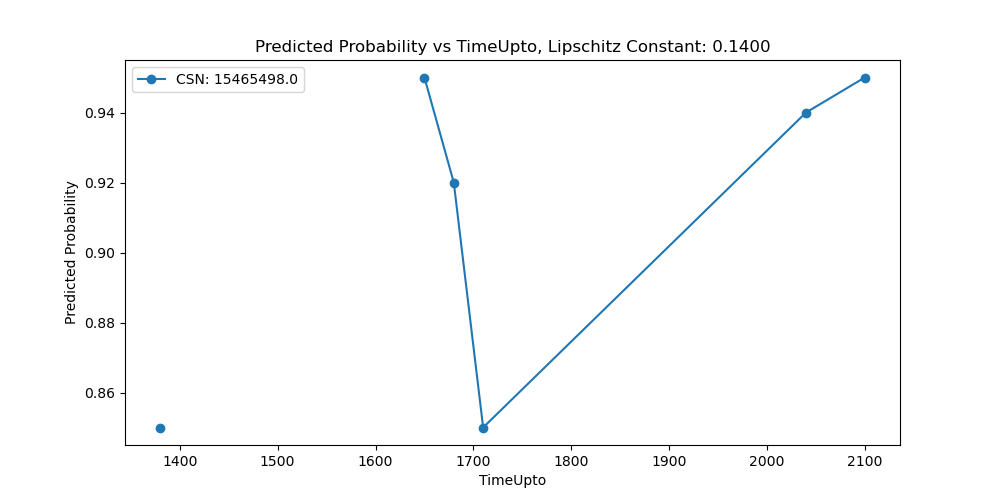 Predicted Probability vs TimeUpto, Lipschitz Constant: 0.1400
CSN: 15465498.0
Predicted Probability
0.94
0.92
0.90
0.88
0.86
1400 1500 1600 1700 1800 1900 2000 2100
TimeUpto